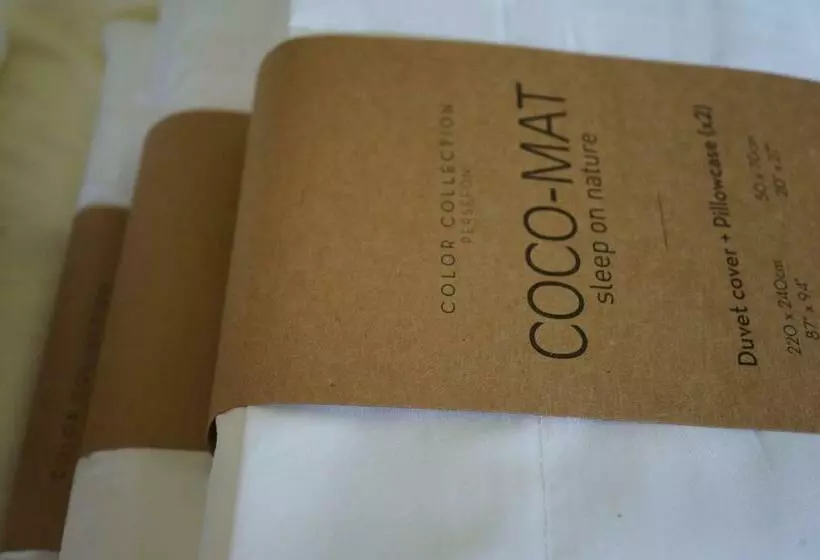 COLOR COLLECTION
PERSEFON
COCO-MAT
sleep on nature
Duvet cover + Pillowcase (x2)
220 x 240cm 50 x 70cm
87" x 94" 20" x 27"